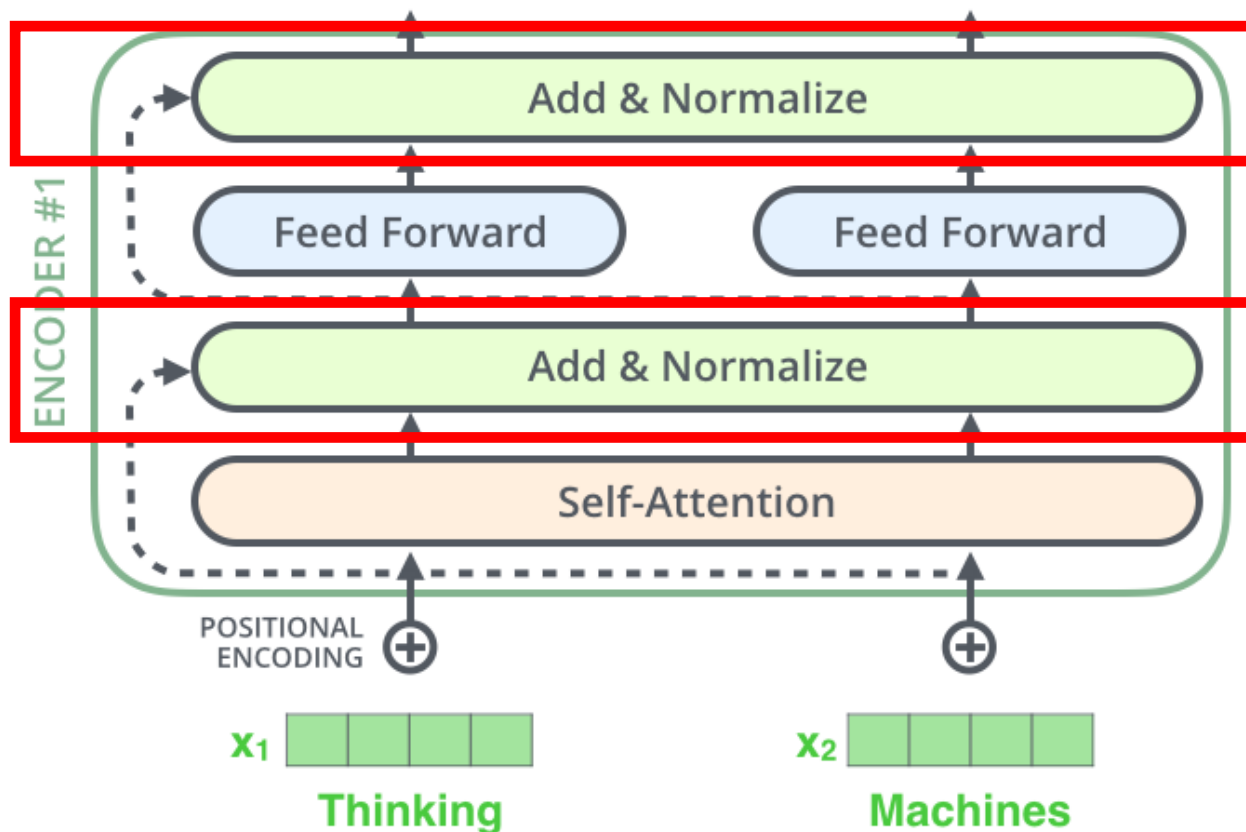 Add & Normalize
ENCODER #1
Feed Forward Feed Forward
Add & Normalize
Self-Attention
POSITIONAL
ENCODING
x₁ x₂
Thinking Machines